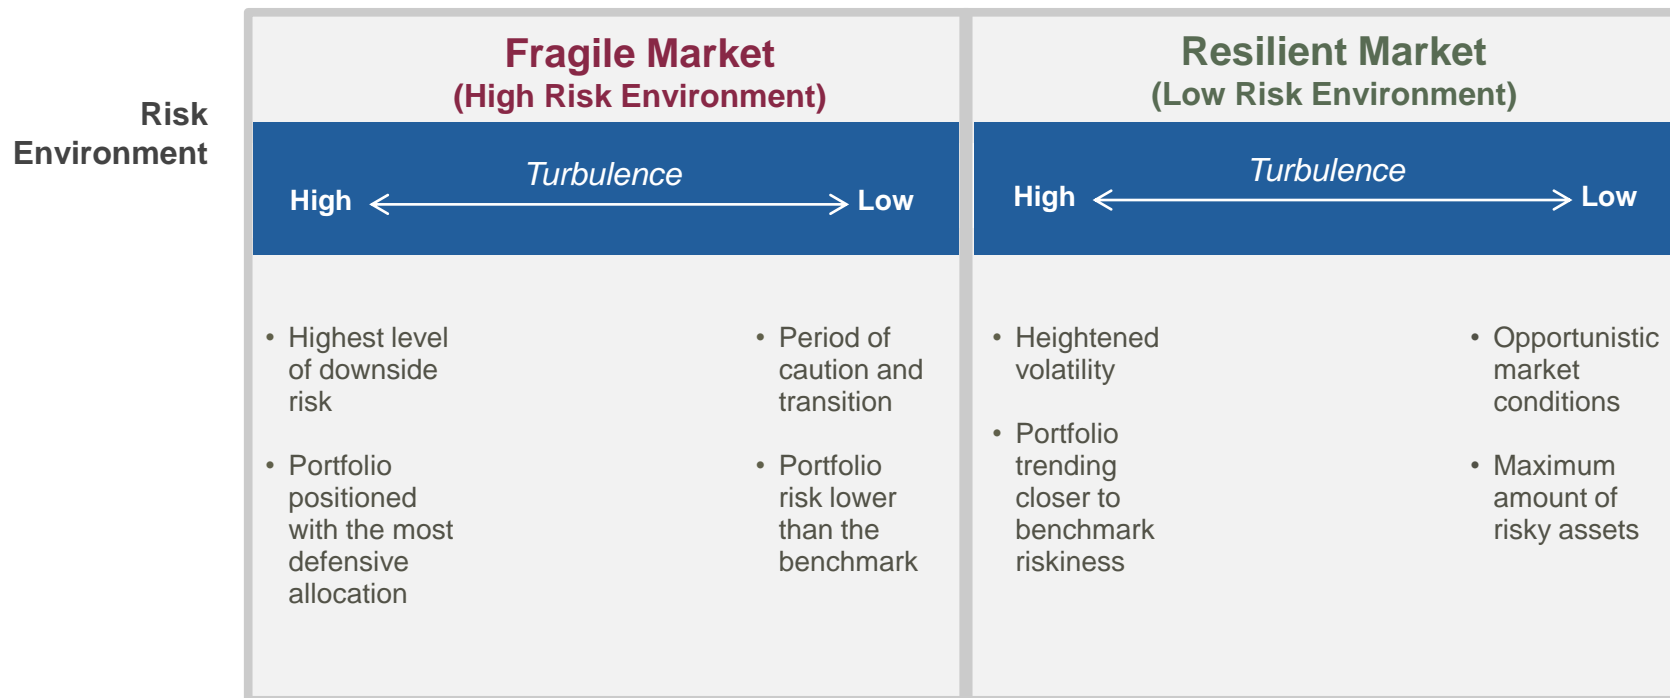 Risk
Environment
Fragile Market
(High Risk Environment)
Turbulence
High
Low
• Highest level
of downside
risk
• Portfolio
positioned
with the most
defensive
allocation
• Period of
caution and
transition
• Portfolio
risk lower
than the
benchmark
Resilient Market
(Low Risk Environment)
Turbulence
High
Low
• Heightened
volatility
• Portfolio
trending
closer to
benchmark
riskiness
• Opportunistic
market
conditions
• Maximum
amount of
risky assets